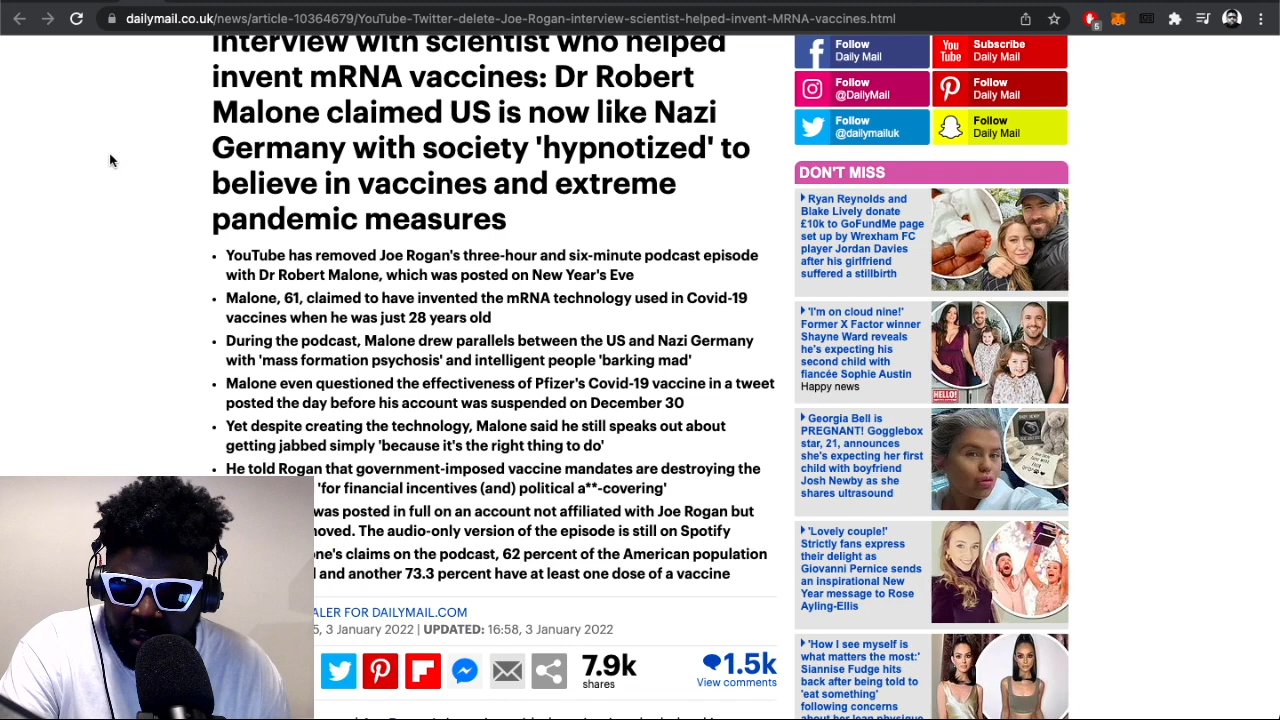 dailymail.co.uk/news/article-10364679/YouTube-Twitter-delete-Joe-Rogan-interview-scientist-helped-invent-MRNA-vaccines.html
5
interview with scientist who helped
invent mRNA vaccines: Dr Robert
Malone claimed US is now like Nazi
Germany with society 'hypnotized' to
believe in vaccines and extreme
pandemic measures
YouTube has removed Joe Rogan's three-hour and six-minute podcast episode
with Dr Robert Malone, which was posted on New Year's Eve
Malone, 61, claimed to have invented the mRNA technology used in Covid-19
vaccines when he was just 28 years old
During the podcast, Malone drew parallels between the US and Nazi Germany
with 'mass formation psychosis' and intelligent people 'barking mad'
Malone even questioned the effectiveness of Pfizer's Covid-19 vaccine in a tweet
posted the day before his account was suspended on December 30
Yet despite creating the technology, Malone said he still speaks out about
getting jabbed simply 'because it's the right thing to do'
He told Rogan that government-imposed vaccine mandates are destroying the
'for financial incentives (and) political a**-covering'
was posted in full on an account not affiliated with Joe Rogan but
The audio-only version of the episode is still on Spotify
claims on the podcast, 62 percent of the American population
and another 73.3 percent have at least one dose of a vaccine
FOR DAILYMAIL.COM
3 January 2022 | UPDATED: 16:58, 3 January 2022
7.9k
shares
1.5k
View comments
Follow
Daily Mail
You
Tube
Subscribe
Daily Mail
Follow
@DailyMail
Follow
Daily Mail
Follow
@dailymailuk
Follow
Daily Mail
DON'T MISS
Ryan Reynolds and
Blake Lively donate
£10k to GoFundMe page
set up by Wrexham FC
player Jordan Davies
after his girlfriend
suffered a stillbirth
'I'm on cloud nine!'
Former X Factor winner
Shayne Ward reveals
he's expecting his
second child with
fiancée Sophie Austin
Happy news
HELLO!
Georgia Bell is
PREGNANT! Gogglebox
star, 21, announces
she's expecting her first
child with boyfriend
Josh Newby as she
shares ultrasound
'Lovely couple!'
Strictly fans express
their delight as
Giovanni Pernice sends
an inspirational New
Year message to Rose
Ayling-Ellis
'How I see myself is
what matters the most:'
Siannise Fudge hits
back after being told to
'eat something'
following concerns
about her lean physique